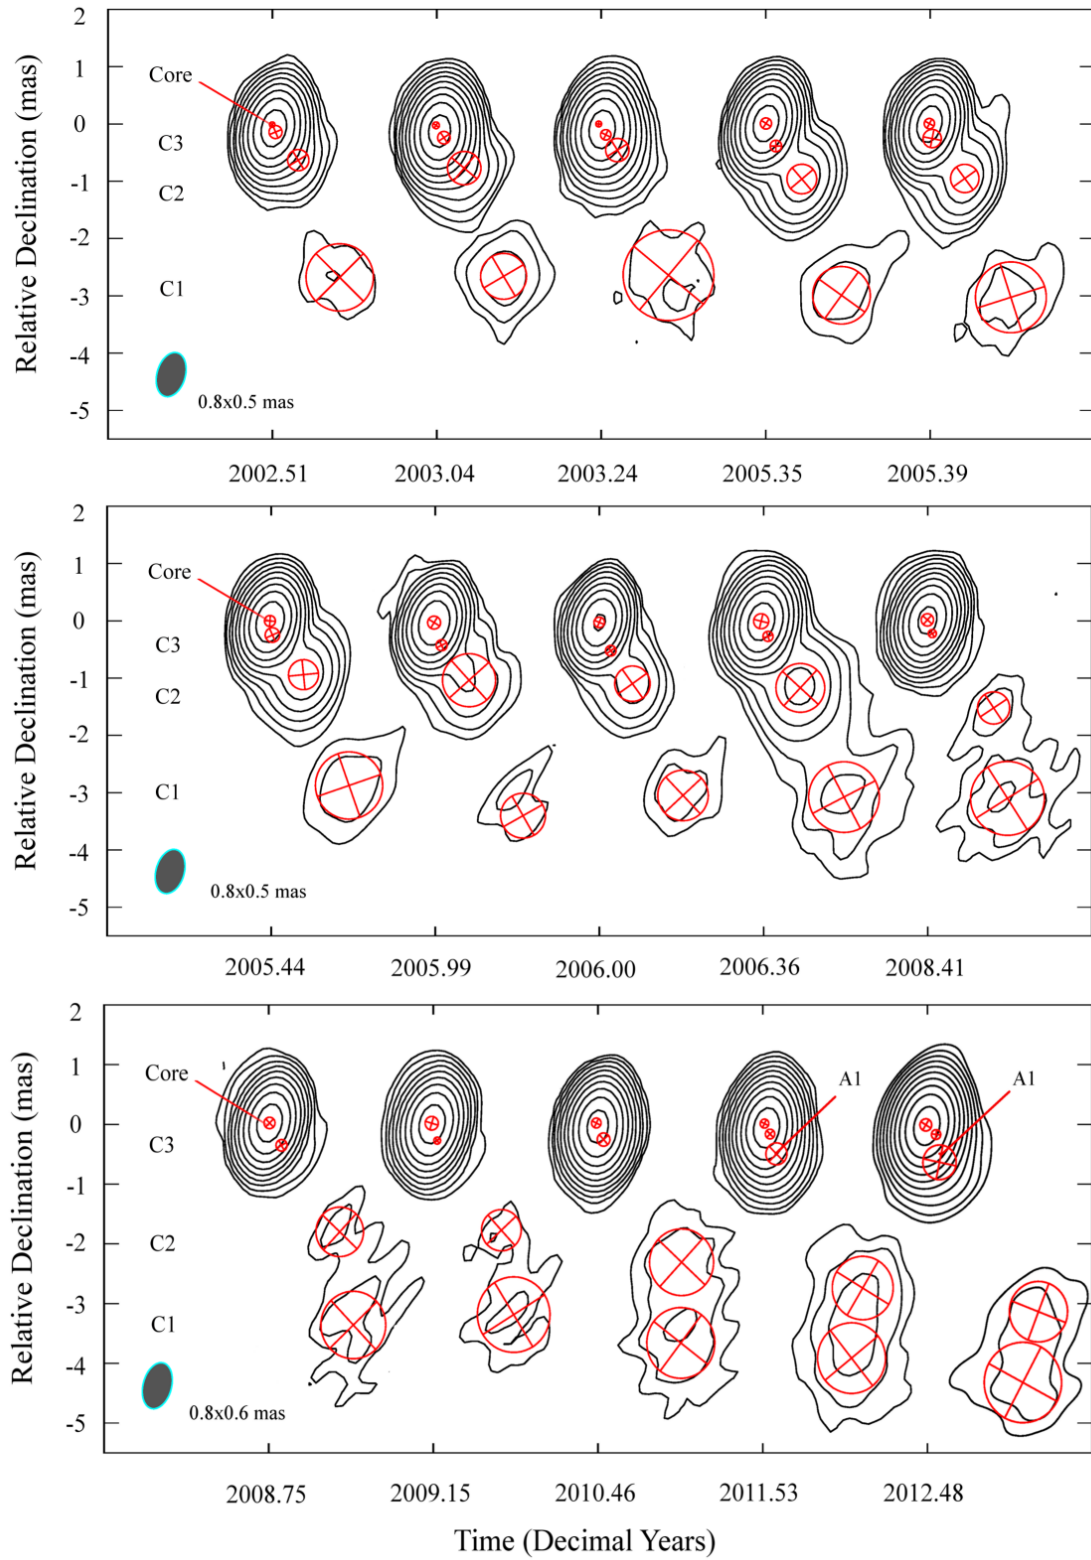 Relative Declination (mas)
2
1
0
-1
-2
-3
-4
-5
Core
C3
C2
C1
0.8x0.5 mas
2002.51 2003.04 2003.24 2005.35 2005.39
Relative Declination (mas)
2
1
0
-1
-2
-3
-4
-5
Core
C3
C2
C1
0.8x0.5 mas
2005.44 2005.99 2006.00 2006.36 2008.41
Relative Declination (mas)
2
1
0
-1
-2
-3
-4
-5
Core
A1 A1
C3
C2
C1
0.8x0.6 mas
2008.75 2009.15 2010.46 2011.53 2012.48
Time (Decimal Years)